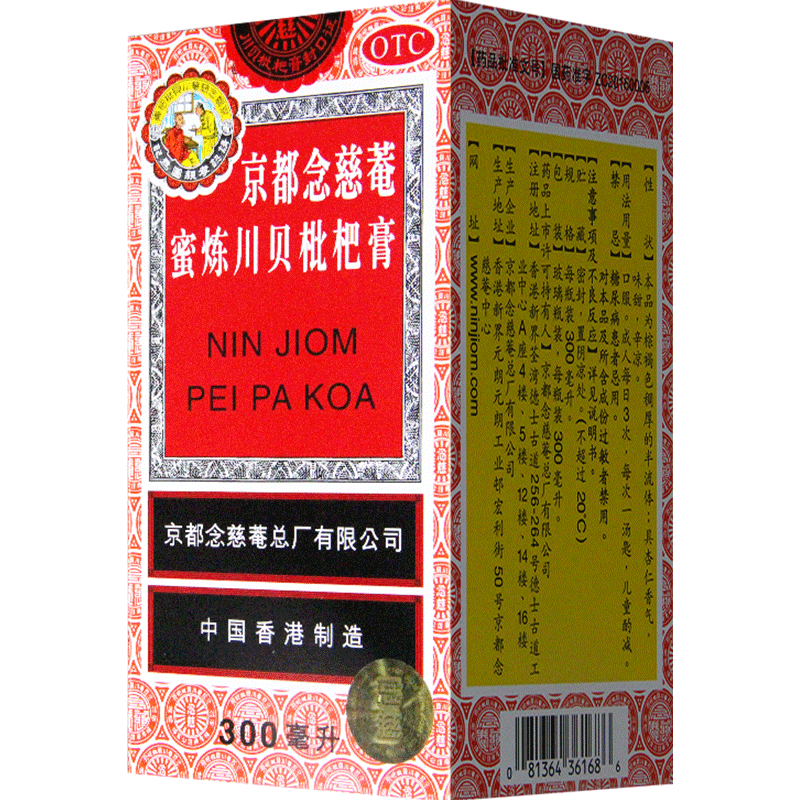 OTC
京都念慈菴
蜜炼川贝枇杷膏
NIN JIOM
PEI PA KOA
京都念慈菴总厂有限公司
中国香港制造
300毫升
【药品批准文号】国药准字
【性 状】本品为棕褐色稠厚的半流体；具杏仁香气，
味甜、辛凉。
【用法用量】口服。成人每日3次，每次一汤匙，儿童酌减。
【禁 忌】糖尿病患者忌用。
对本品及所含成份过敏者禁用。
【注意事项及不良反应】详见说明书。
【贮 藏】密封，置阴凉处。（不超过20℃）
【规 格】每瓶装300毫升。
【包 装】玻璃瓶装，每瓶装300毫升。
【药品上市许可持有人】京都念慈菴总厂有限公司
【注册地址】香港新界荃湾德士古道256-264号德士古道工
业中心A座4楼、5楼、12楼、14楼、16楼
【生产企业】京都念慈菴总厂有限公司
【生产地址】香港新界元朗元朗工业邨宏利街50号京都念
慈菴中心
【网 址】www.ninjiom.com
0 81364 36168 6